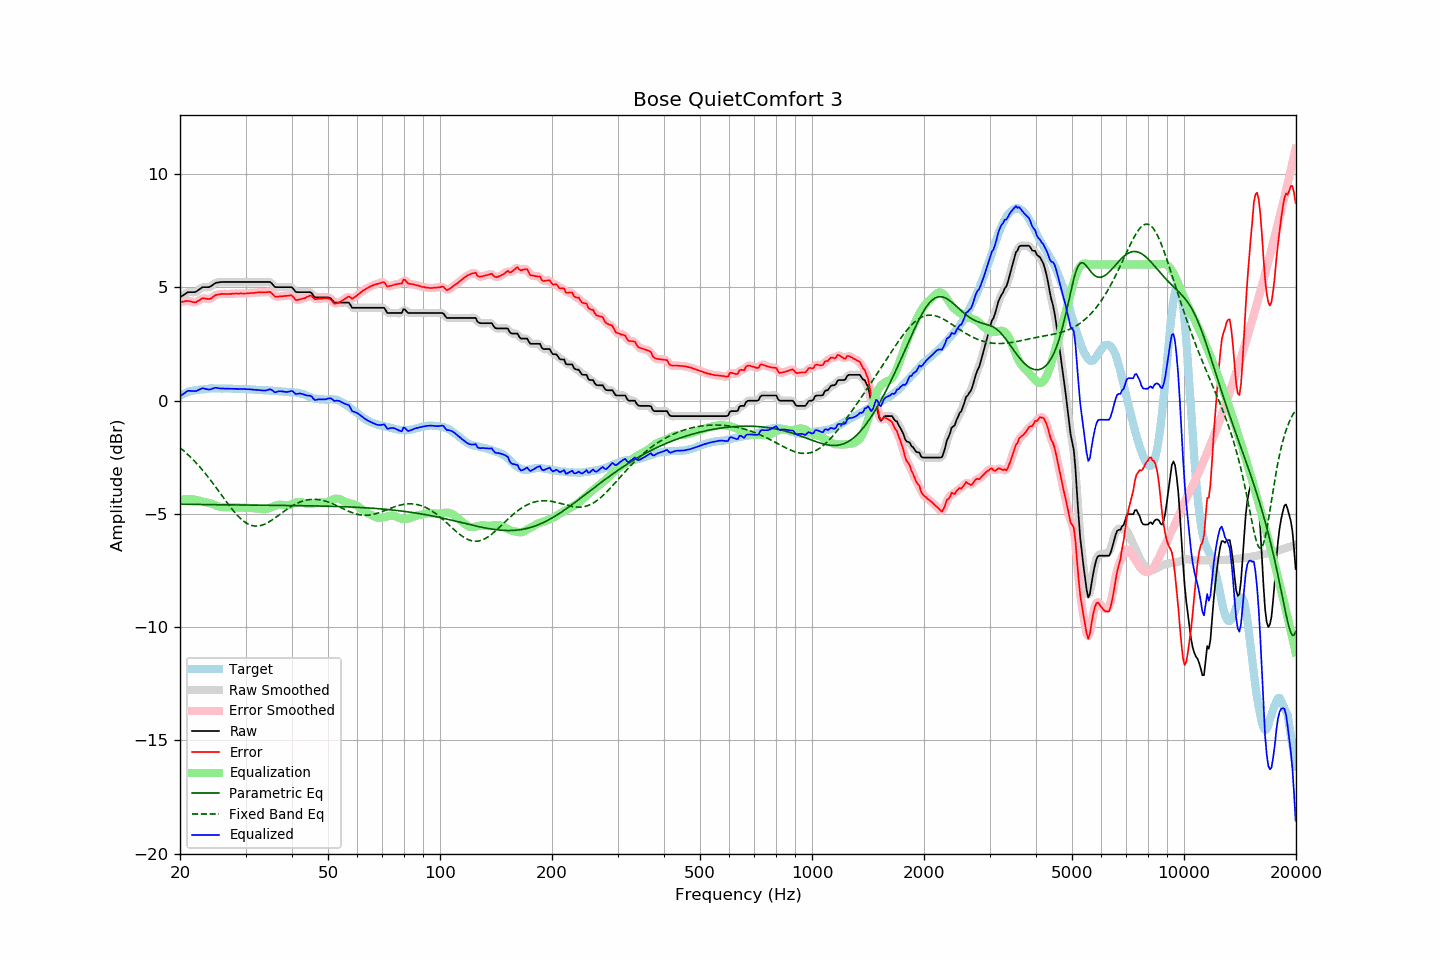 Bose QuietComfort 3
Amplitude (dBr)
10
5
0
−5
−10
−15
−20
Target
Raw Smoothed
Error Smoothed
Raw
Error
Equalization
Parametric Eq
Fixed Band Eq
Equalized
20 50 100 200 500 1000 2000 5000 10000 20000
Frequency (Hz)